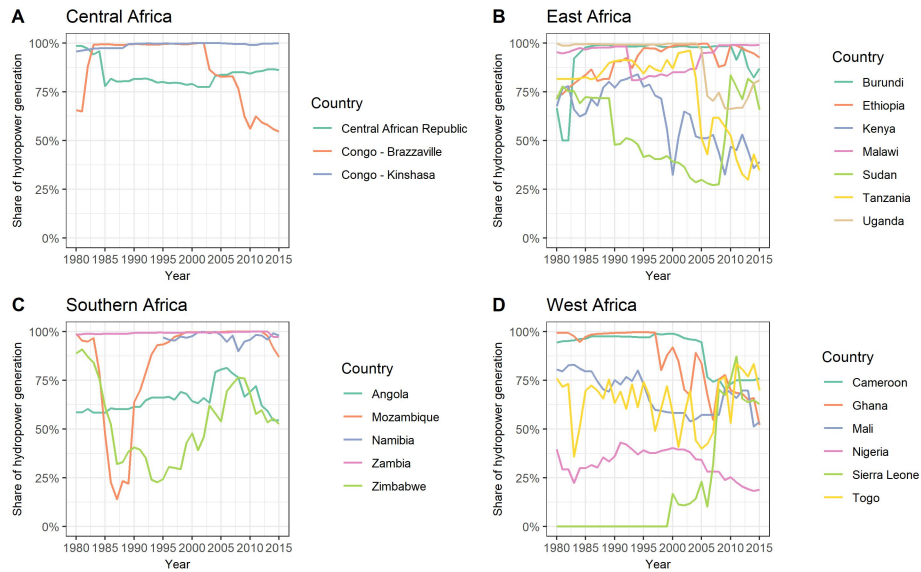 A
Central Africa
Share of hydropower generation
100%
75%
50%
25%
0%
1980 1985 1990 1995 2000 2005 2010 2015
Year
Country
Central African Republic
Congo - Brazzaville
Congo - Kinshasa
B
East Africa
Share of hydropower generation
100%
75%
50%
25%
0%
1980 1985 1990 1995 2000 2005 2010 2015
Year
Country
Burundi
Ethiopia
Kenya
Malawi
Sudan
Tanzania
Uganda
C
Southern Africa
Share of hydropower generation
100%
75%
50%
25%
0%
1980 1985 1990 1995 2000 2005 2010 2015
Year
Country
Angola
Mozambique
Namibia
Zambia
Zimbabwe
D
West Africa
Share of hydropower generation
100%
75%
50%
25%
0%
1980 1985 1990 1995 2000 2005 2010 2015
Year
Country
Cameroon
Ghana
Mali
Nigeria
Sierra Leone
Togo